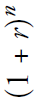 (1 + r)ⁿ